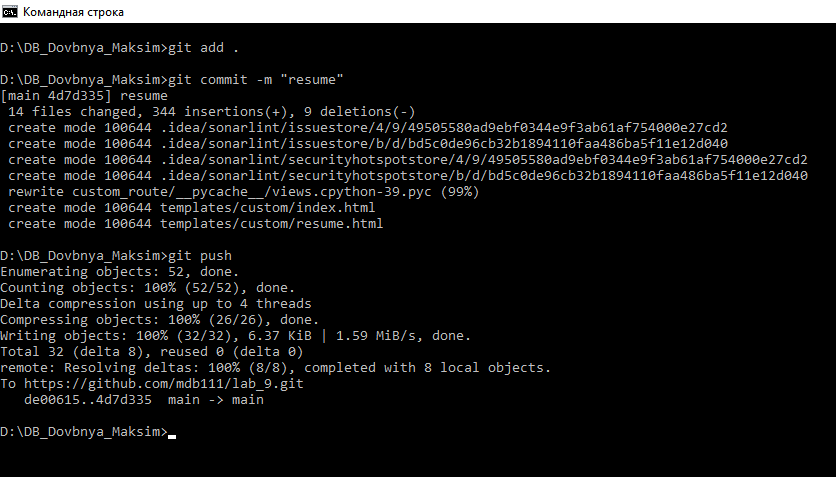 Командная строка
D:\DB_Dovbnya_Maksim>git add .
D:\DB_Dovbnya_Maksim>git commit -m "resume"
[main 4d7d335] resume
 14 files changed, 344 insertions(+), 9 deletions(-)
 create mode 100644 .idea/sonarlint/issuestore/4/9/49505580ad9ebf0344e9f3ab61af754000e27cd2
 create mode 100644 .idea/sonarlint/issuestore/b/d/bd5c0de96cb32b1894110faa486ba5f11e12d040
 create mode 100644 .idea/sonarlint/securityhotspotstore/4/9/49505580ad9ebf0344e9f3ab61af754000e27cd2
 create mode 100644 .idea/sonarlint/securityhotspotstore/b/d/bd5c0de96cb32b1894110faa486ba5f11e12d040
 rewrite custom_route/__pycache__/views.cpython-39.pyc (99%)
 create mode 100644 templates/custom/index.html
 create mode 100644 templates/custom/resume.html
D:\DB_Dovbnya_Maksim>git push
Enumerating objects: 52, done.
Counting objects: 100% (52/52), done.
Delta compression using up to 4 threads
Compressing objects: 100% (26/26), done.
Writing objects: 100% (32/32), 6.37 KiB | 1.59 MiB/s, done.
Total 32 (delta 8), reused 0 (delta 0)
remote: Resolving deltas: 100% (8/8), completed with 8 local objects.
To https://github.com/mdb111/lab_9.git
   de00615..4d7d335  main -> main
D:\DB_Dovbnya_Maksim>